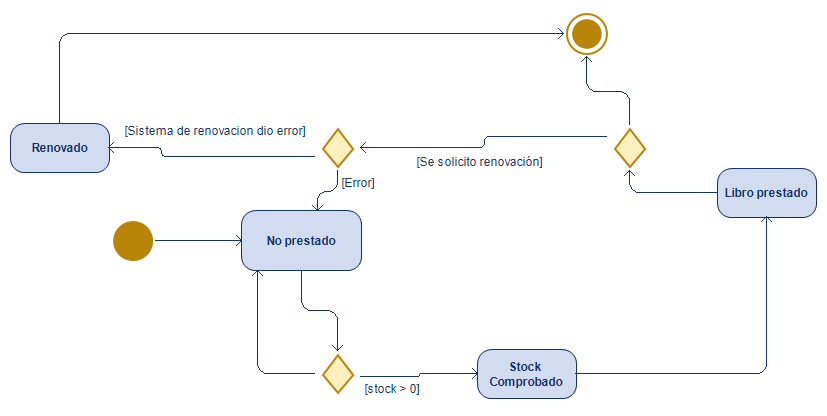 [Sistema de renovacion dio error]
Renovado
[Se solicito renovación]
[Error]
Libro prestado
No prestado
Stock
Comprobado
[stock > 0]